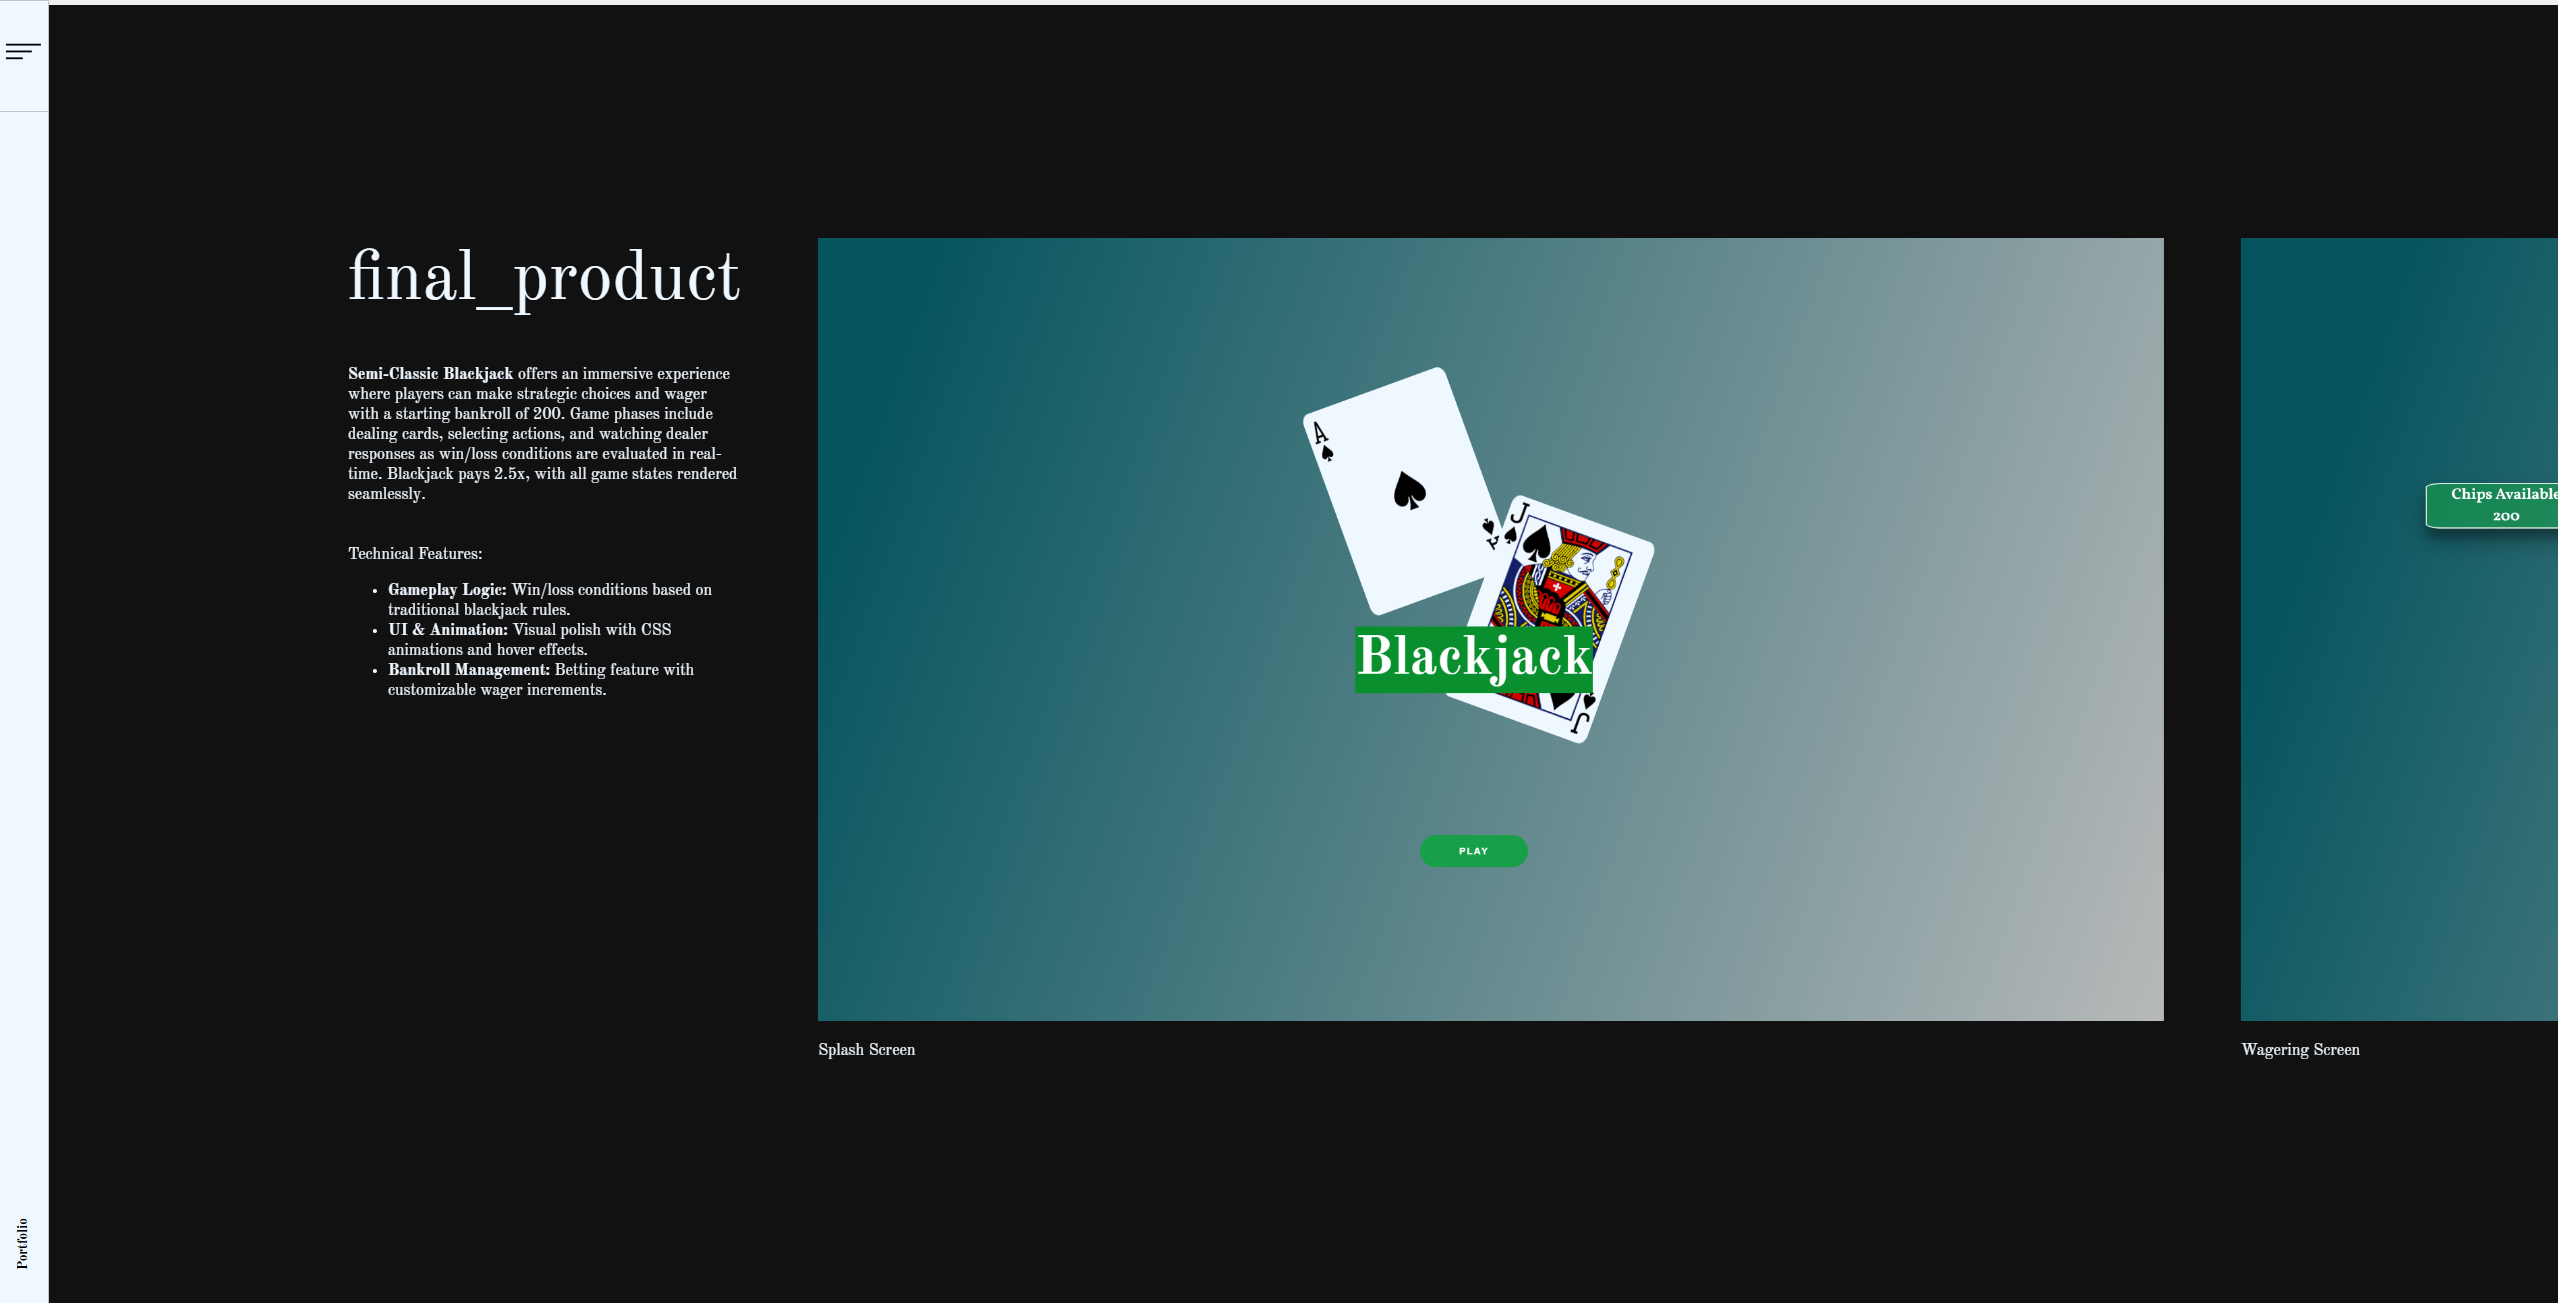 final_product
Semi-Classic Blackjack offers an immersive experience
where players can make strategic choices and wager
with a starting bankroll of 200. Game phases include
dealing cards, selecting actions, and watching dealer
responses as win/loss conditions are evaluated in real-
time. Blackjack pays 2.5x, with all game states rendered
seamlessly.
Technical Features:
• Gameplay Logic: Win/loss conditions based on
traditional blackjack rules.
• UI & Animation: Visual polish with CSS
animations and hover effects.
• Bankroll Management: Betting feature with
customizable wager increments.
A
A
J
Blackjack
J
PLAY
Splash Screen
Chips Available
200
Wagering Screen
Portfolio